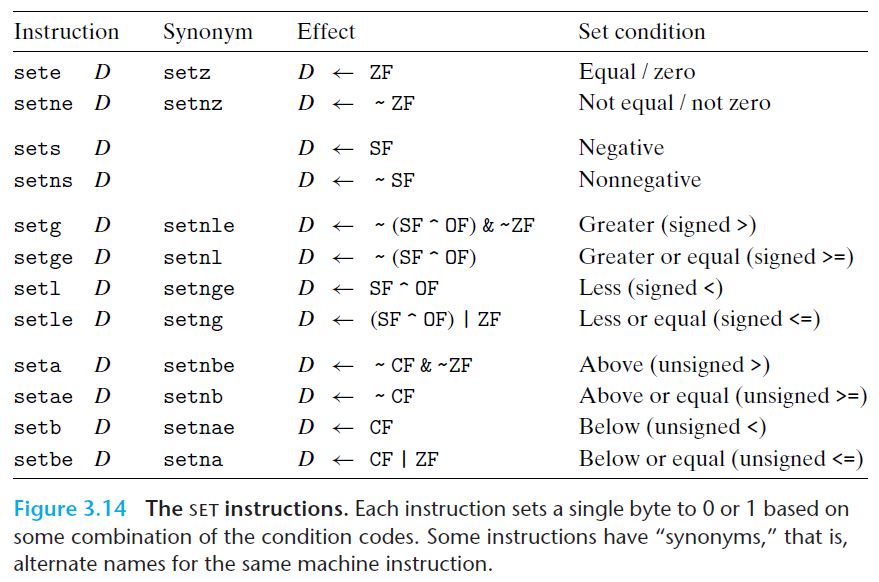 Instruction Synonym Effect Set condition
sete D setz D ← ZF Equal / zero
setne D setnz D ← ~ ZF Not equal / not zero
sets D D ← SF Negative
setns D D ← ~ SF Nonnegative
setg D setnle D ← ~ (SF ^ OF) & ~ZF Greater (signed >)
setge D setnl D ← ~ (SF ^ OF) Greater or equal (signed >=)
setl D setnge D ← SF ^ OF Less (signed <)
setle D setng D ← (SF ^ OF) | ZF Less or equal (signed <=)
seta D setnbe D ← ~ CF & ~ZF Above (unsigned >)
setae D setnb D ← ~ CF Above or equal (unsigned >=)
setb D setnae D ← CF Below (unsigned <)
setbe D setna D ← CF | ZF Below or equal (unsigned <=)
Figure 3.14 The SET instructions. Each instruction sets a single byte to 0 or 1 based on
some combination of the condition codes. Some instructions have “synonyms,” that is,
alternate names for the same machine instruction.